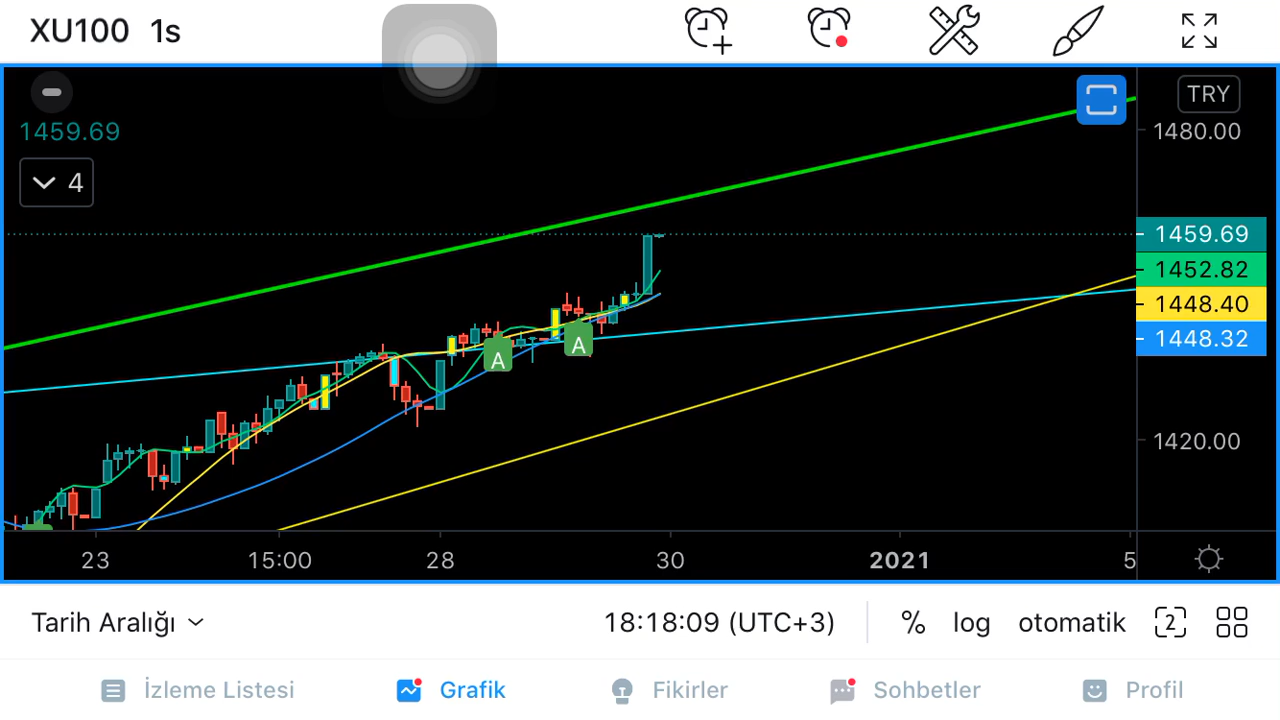 XU100 1s
TRY
1459.69
1480.00
4
1459.69
1452.82
1448.40
1448.32
A
A
1420.00
23 15:00 28 30 2021 5
Tarih Aralığı 18:18:09 (UTC+3) % log otomatik 2
İzleme Listesi Grafik Fikirler Sohbetler Profil